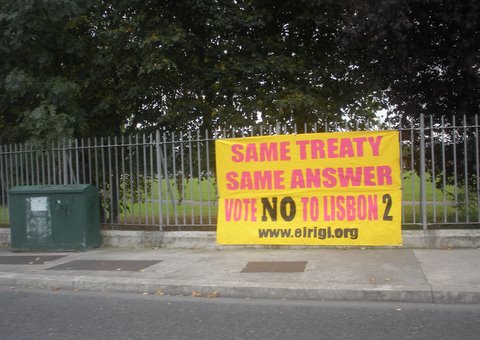 SAME TREATY
SAME ANSWER
VOTE NO TO LISBON 2
www.eirigi.org